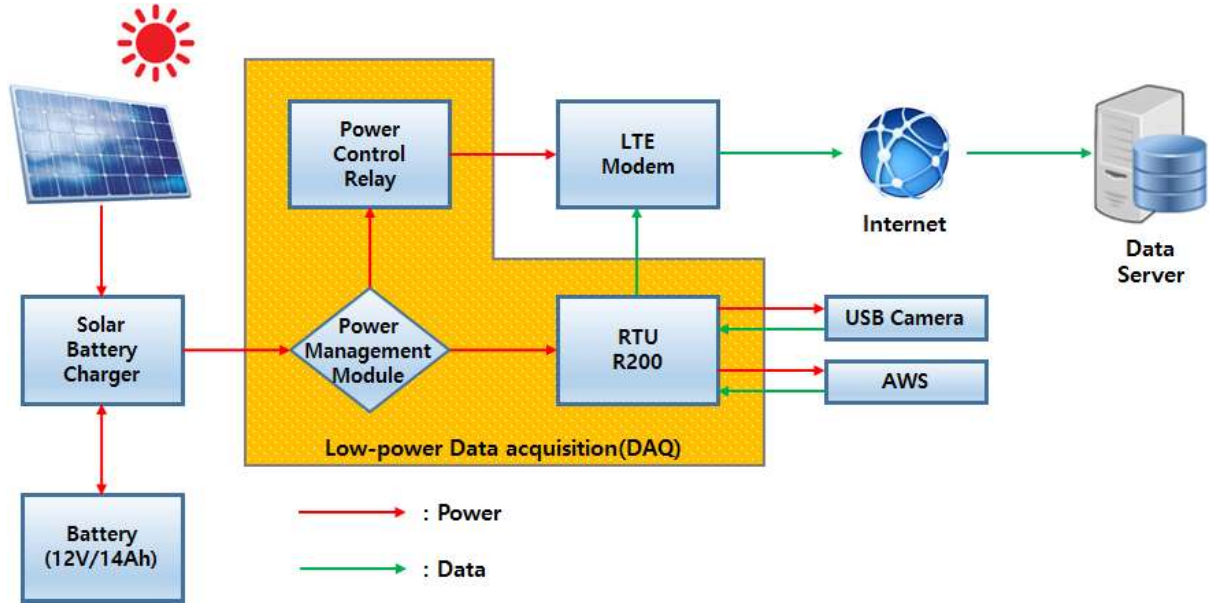 Power
Control
Relay
LTE
Modem
Internet
Data
Server
Solar
Battery
Charger
Power
Management
Module
RTU
R200
USB Camera
AWS
Low-power Data acquisition(DAQ)
Battery
(12V/14Ah)
: Power
: Data